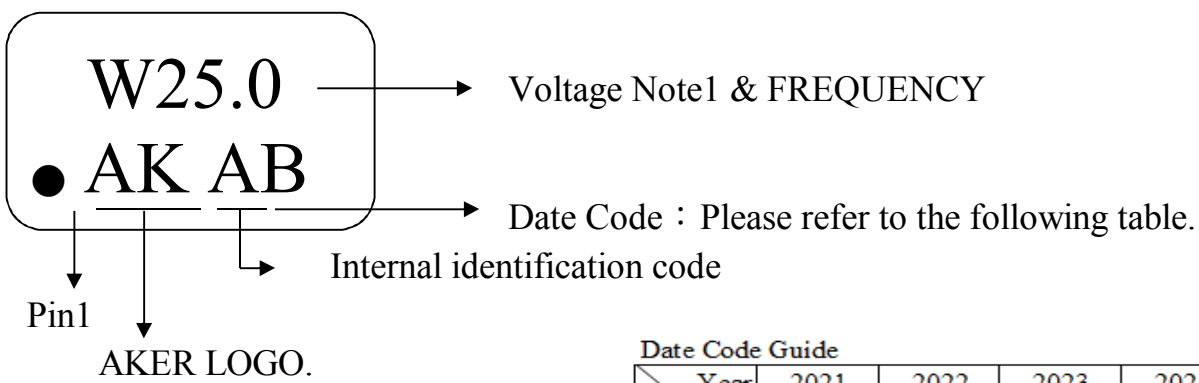 W25.0
Voltage Note1 & FREQUENCY
AK AB
Date Code：Please refer to the following table.
Internal identification code
Pin1
AKER LOGO.
Date Code Guide
Year 2021 2022 2023